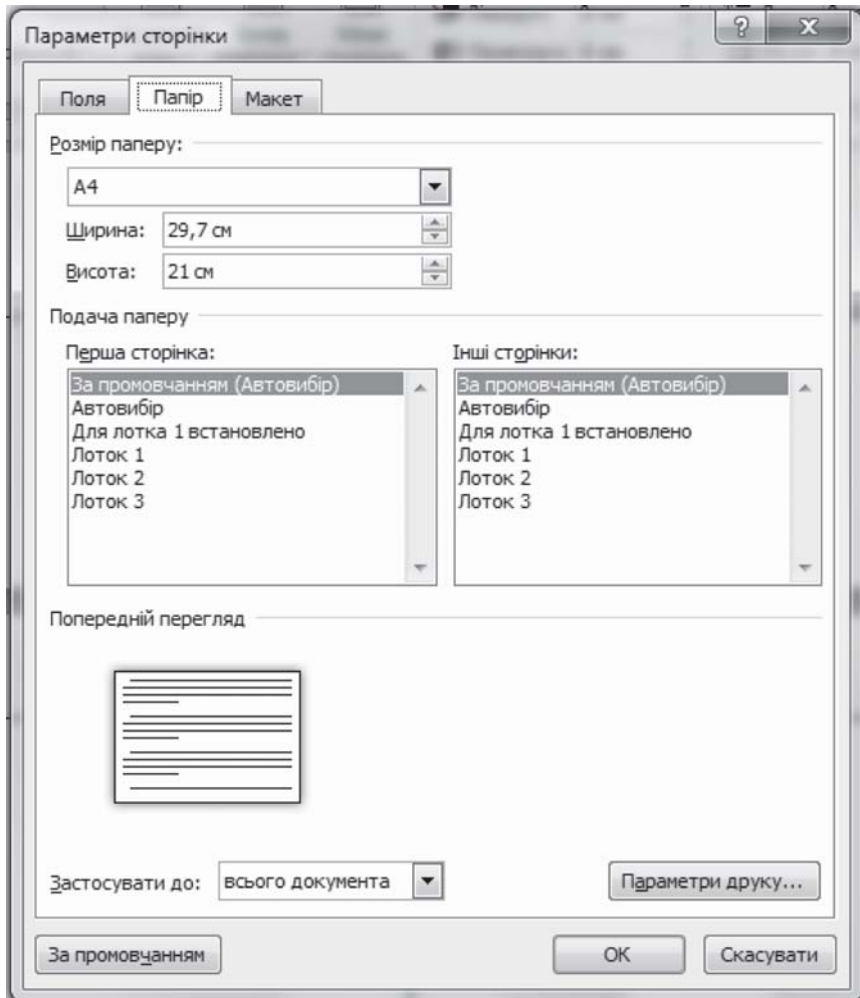 Параметри сторінки
Поля Папір Макет
Розмір паперу:
A4
Ширина: 29,7 см
Висота: 21 см
Подача паперу
Перша сторінка: Інші сторінки:
За промовчанням (Автовибір) За промовчанням (Автовибір)
Автовибір Автовибір
Для лотка 1 встановлено Для лотка 1 встановлено
Лоток 1 Лоток 1
Лоток 2 Лоток 2
Лоток 3 Лоток 3
Попередній перегляд
Застосувати до: всього документа Параметри друку...
За промовчанням ОК Скасувати